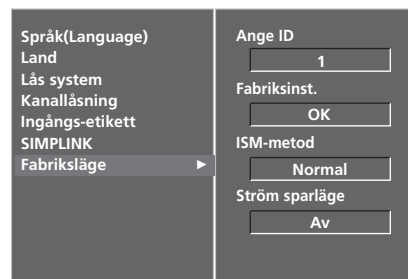 Språk(Language)
Land
Lås system
Kanallåsning
Ingångs-etikett
SIMPLINK
Fabriksläge ►
Ange ID
1
Fabriksinst.
OK
ISM-metod
Normal
Ström sparläge
Av